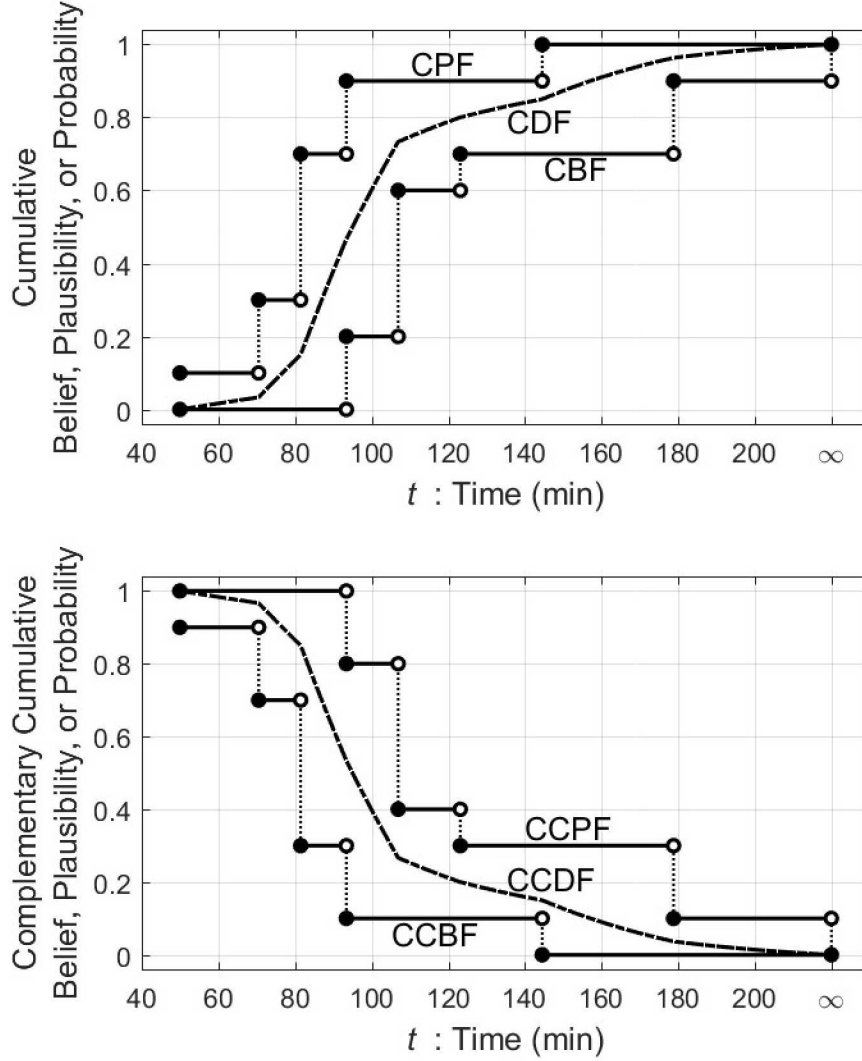 Cumulative
Belief, Plausibility, or Probability
1
0.8
0.6
0.4
0.2
0
CPF
CDF
CBF
40 60 80 100 120 140 160 180 200 ∞
t : Time (min)
Complementary Cumulative
Belief, Plausibility, or Probability
1
0.8
0.6
0.4
0.2
0
CCPF
CCDF
CCBF
40 60 80 100 120 140 160 180 200 ∞
t : Time (min)